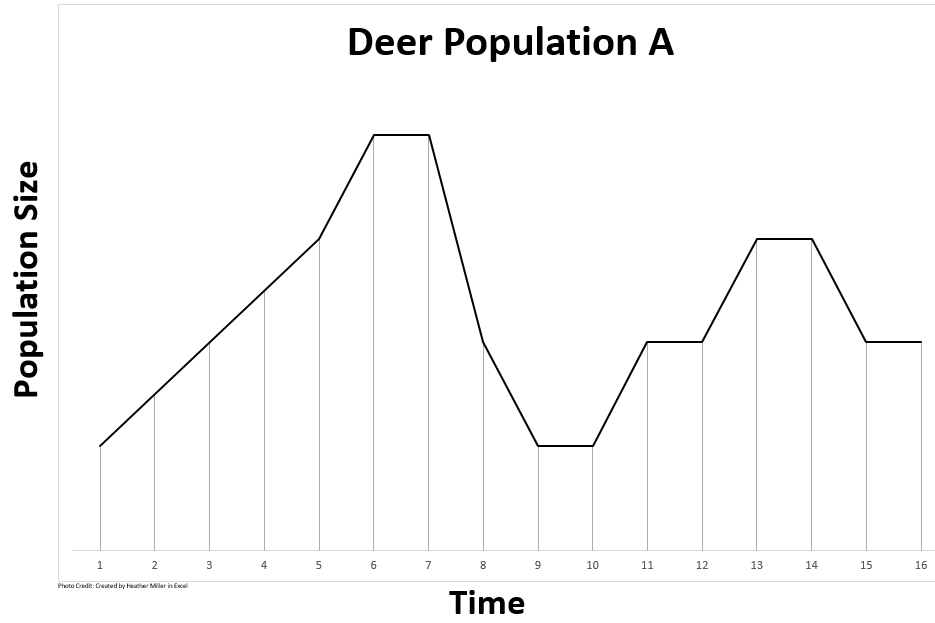 Deer Population A
Population Size
1 2 3 4 5 6 7 8 9 10 11 12 13 14 15 16
Photo Credit: Created by Heather Miller in Excel
Time